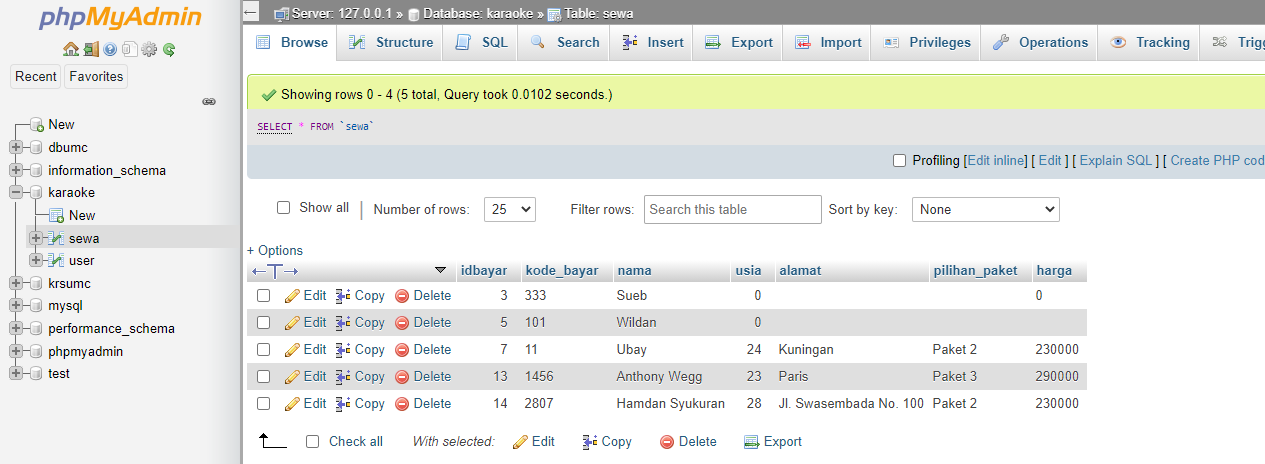 phpMyAdmin
Recent Favorites
New
dbumc
information_schema
karaoke
New
sewa
user
krsumc
mysql
performance_schema
phpmyadmin
test
Server: 127.0.0.1 » Database: karaoke » Table: sewa
Browse Structure SQL Search Insert Export Import Privileges Operations Tracking Trigg
Showing rows 0 - 4 (5 total, Query took 0.0102 seconds.)
SELECT * FROM `sewa`
Profiling [Edit inline] [ Edit ] [ Explain SQL ] [ Create PHP cod
Show all | Number of rows: 25 Filter rows: Search this table Sort by key: None
+ Options
idbayar kode_bayar nama usia alamat pilihan_paket harga
Edit Copy Delete 3 333 Sueb 0 0
Edit Copy Delete 5 101 Wildan 0
Edit Copy Delete 7 11 Ubay 24 Kuningan Paket 2 230000
Edit Copy Delete 13 1456 Anthony Wegg 23 Paris Paket 3 290000
Edit Copy Delete 14 2807 Hamdan Syukuran 28 Jl. Swasembada No. 100 Paket 2 230000
Check all With selected: Edit Copy Delete Export